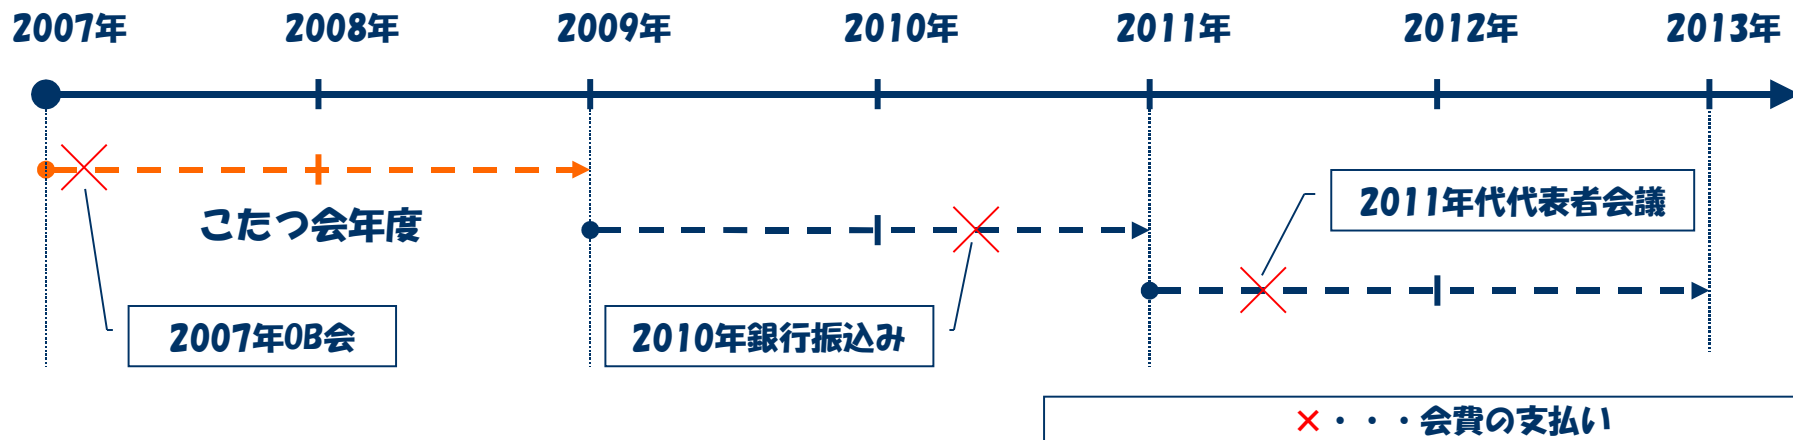 2007年 2008年 2009年 2010年 2011年 2012年 2013年
2011年代代表者会議
こたつ会年度
2007年OB会
2010年銀行振込み
×・・・会費の支払い